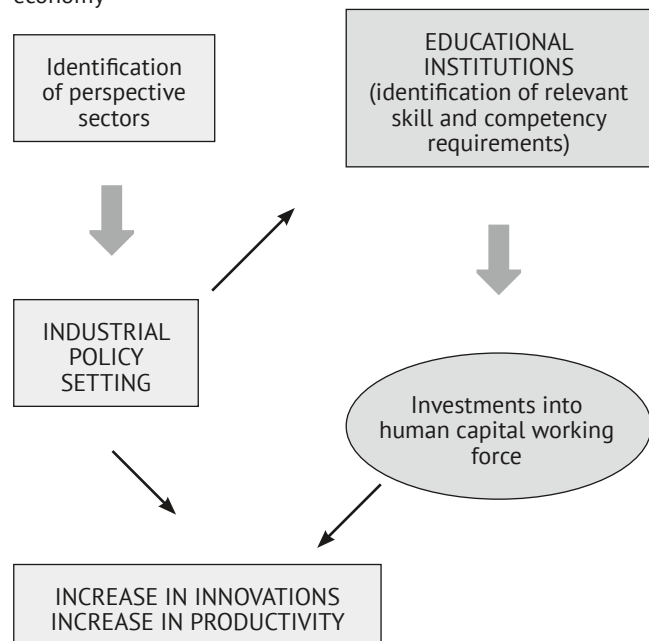 economy
Identification
of perspective
sectors
EDUCATIONAL
INSTITUTIONS
(identification of relevant
skill and competency
requirements)
INDUSTRIAL
POLICY
SETTING
Investments into
human capital working
force
INCREASE IN INNOVATIONS
INCREASE IN PRODUCTIVITY